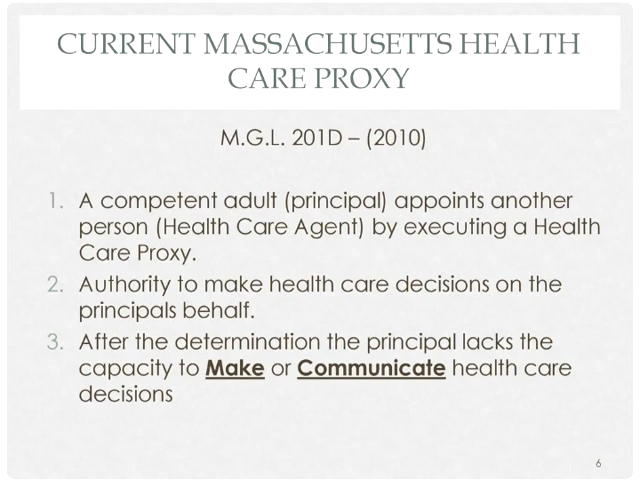 CURRENT MASSACHUSETTS HEALTH
CARE PROXY
M.G.L. 201D – (2010)
1. A competent adult (principal) appoints another
person (Health Care Agent) by executing a Health
Care Proxy.
2. Authority to make health care decisions on the
principals behalf.
3. After the determination the principal lacks the
capacity to Make or Communicate health care
decisions
6